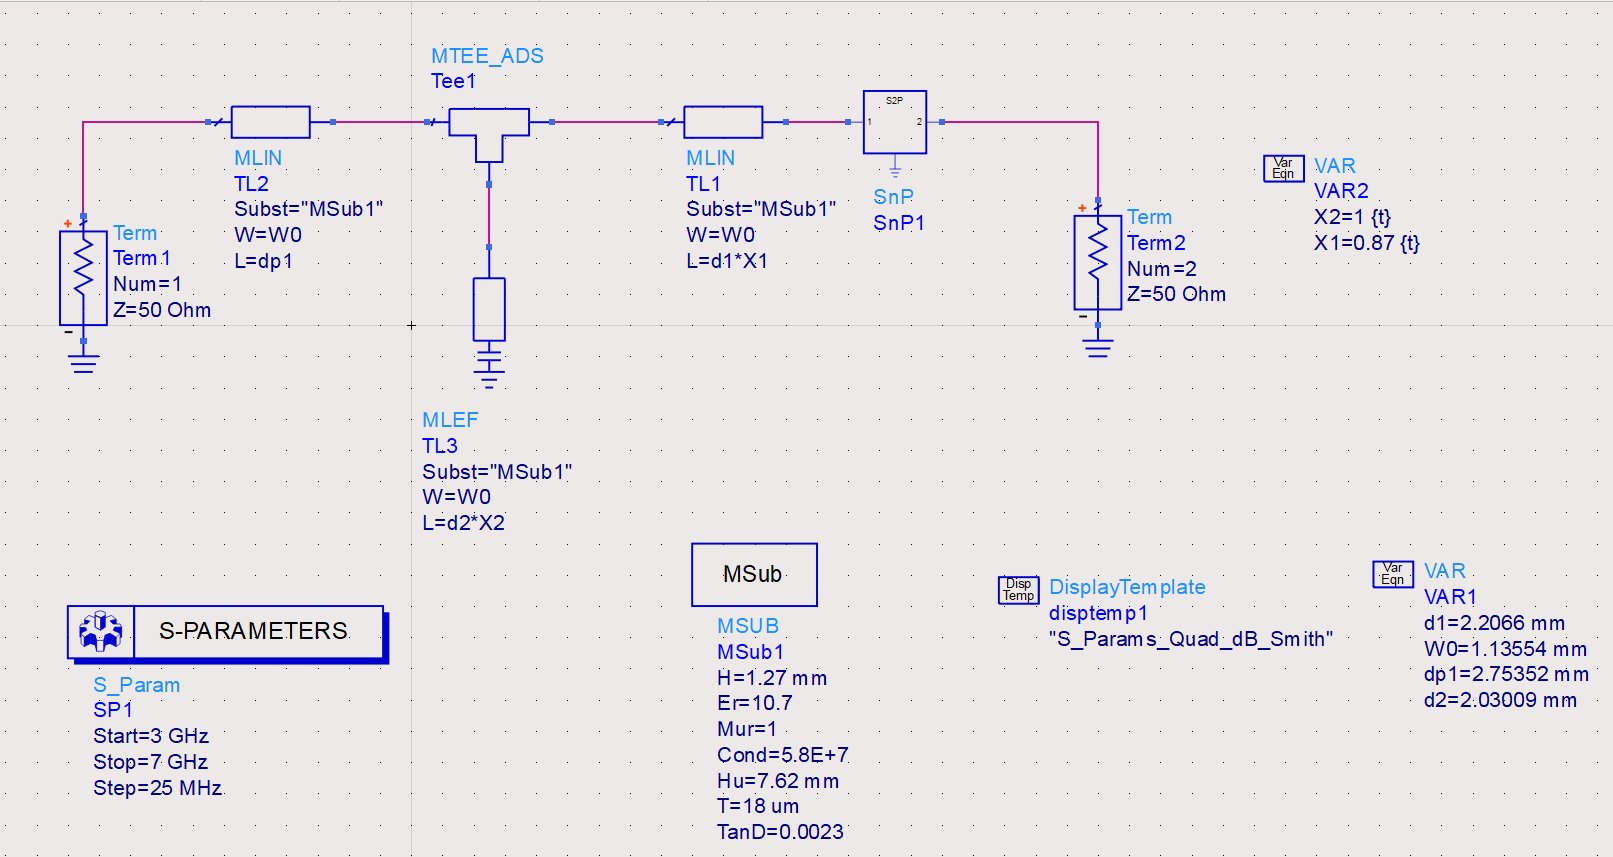 MTEE_ADS
Tee1
MLIN
TL2
Subst="MSub1"
W=W0
L=dp1
MLIN
TL1
Subst="MSub1"
W=W0
L=d1*X1
S2P
1
2
SnP
SnP1
Var
Eqn
VAR
VAR2
X2=1 {t}
X1=0.87 {t}
+
Term
Term1
Num=1
Z=50 Ohm
-
+
Term
Term2
Num=2
Z=50 Ohm
-
MLEF
TL3
Subst="MSub1"
W=W0
L=d2*X2
S-PARAMETERS
S_Param
SP1
Start=3 GHz
Stop=7 GHz
Step=25 MHz
MSub
MSUB
MSub1
H=1.27 mm
Er=10.7
Mur=1
Cond=5.8E+7
Hu=7.62 mm
T=18 um
TanD=0.0023
Disp
Temp
DisplayTemplate
disptemp1
"S_Params_Quad_dB_Smith"
Var
Eqn
VAR
VAR1
d1=2.2066 mm
W0=1.13554 mm
dp1=2.75352 mm
d2=2.03009 mm